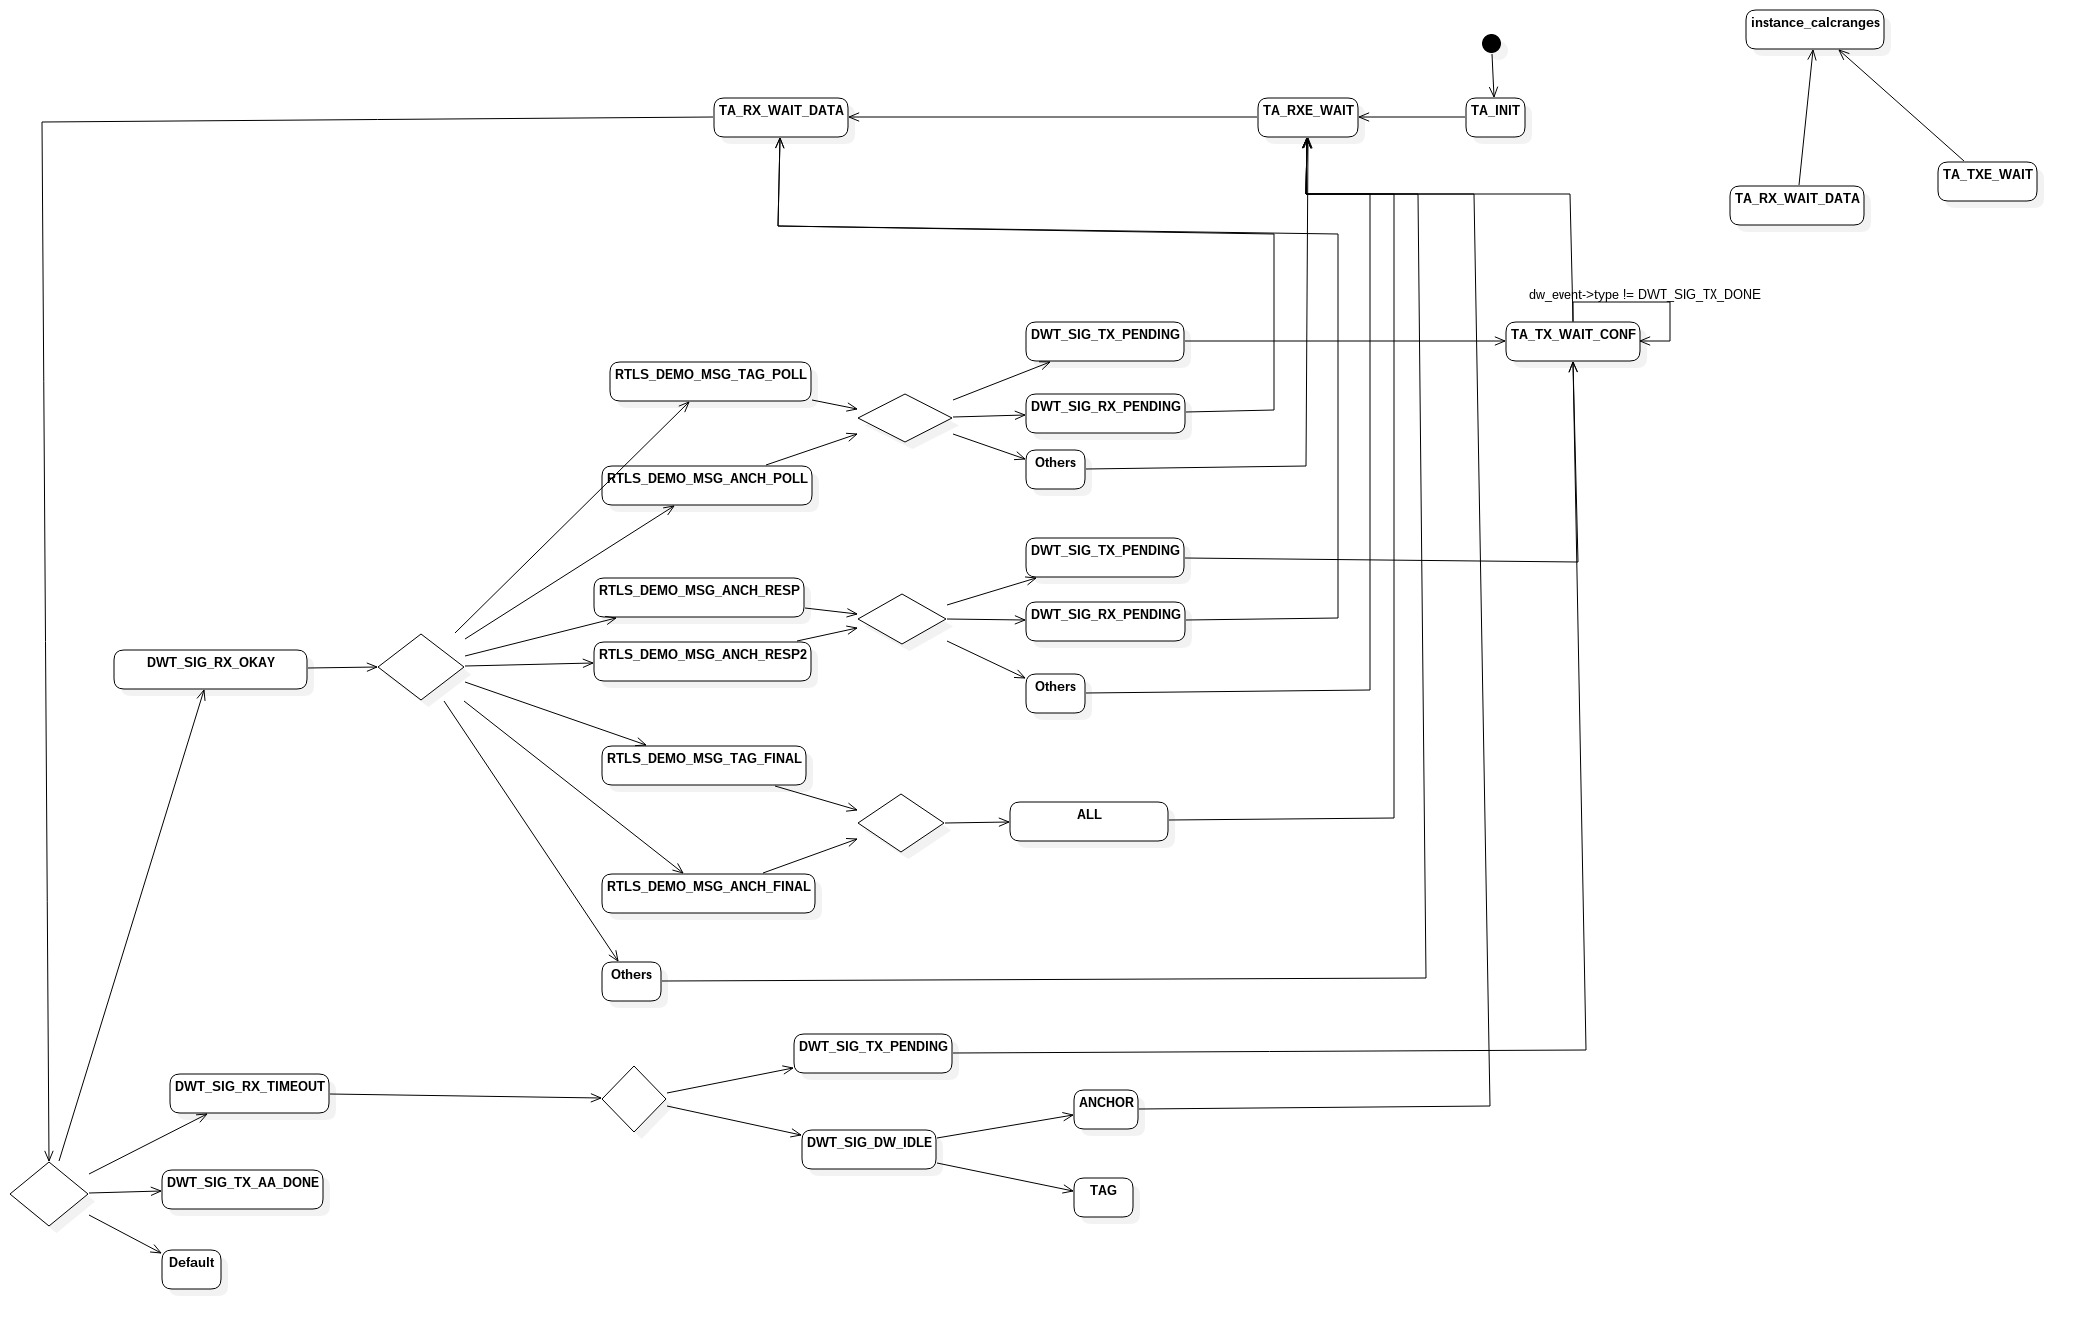 instance_calcranges
TA_RX_WAIT_DATA
TA_RXE_WAIT
TA_INIT
TA_TXE_WAIT
TA_RX_WAIT_DATA
dw_event->type != DWT_SIG_TX_DONE
DWT_SIG_TX_PENDING
TA_TX_WAIT_CONF
RTLS_DEMO_MSG_TAG_POLL
DWT_SIG_RX_PENDING
Others
RTLS_DEMO_MSG_ANCH_POLL
DWT_SIG_TX_PENDING
RTLS_DEMO_MSG_ANCH_RESP
DWT_SIG_RX_PENDING
RTLS_DEMO_MSG_ANCH_RESP2
DWT_SIG_RX_OKAY
Others
RTLS_DEMO_MSG_TAG_FINAL
ALL
RTLS_DEMO_MSG_ANCH_FINAL
Others
DWT_SIG_TX_PENDING
DWT_SIG_RX_TIMEOUT
ANCHOR
DWT_SIG_DW_IDLE
DWT_SIG_TX_AA_DONE
TAG
Default